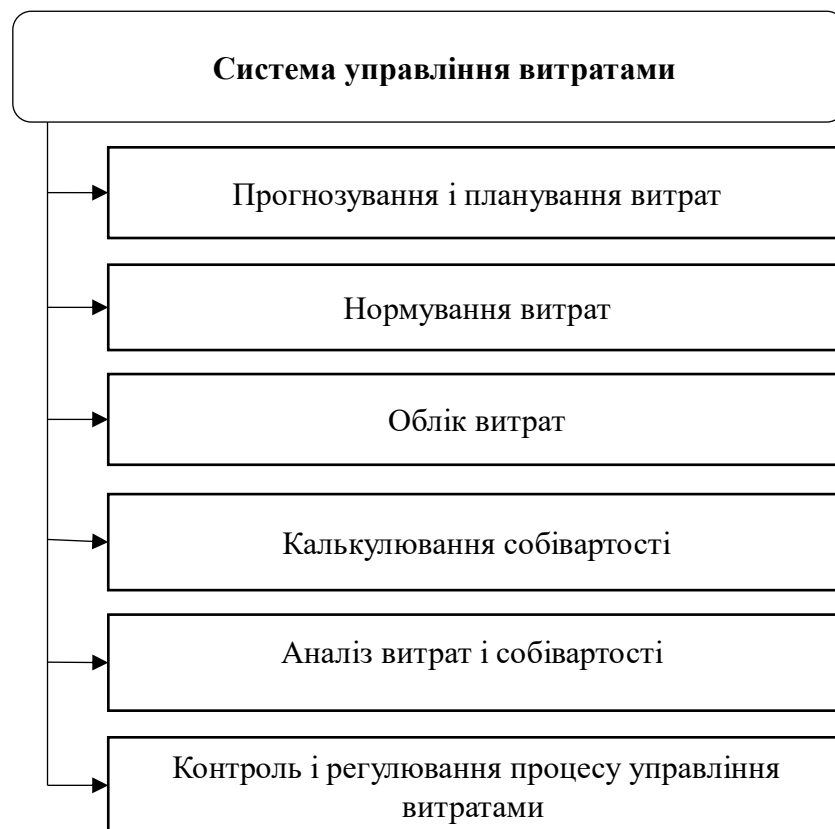 Система управління витратами
Прогнозування і планування витрат
Нормування витрат
Облік витрат
Калькулювання собівартості
Аналіз витрат і собівартості
Контроль і регулювання процесу управління
витратами